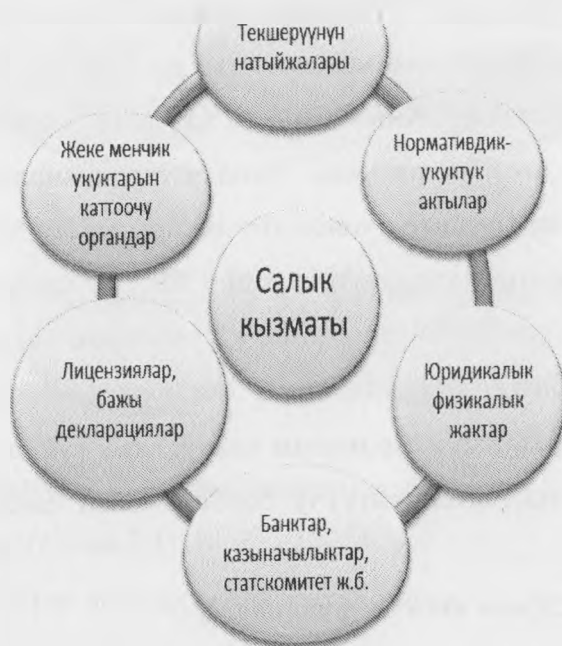 Текшерүүнүн
натыйжалары
Нормативдик-
укуктук
актылар
Юридикалык
физикалык
жактар
Банктар,
казыначылыктар,
статскомитет ж.б.
Лицензиялар,
бажы
декларациялар
Жеке менчик
укуктарын
каттоочу
органдар
Салык
кызматы